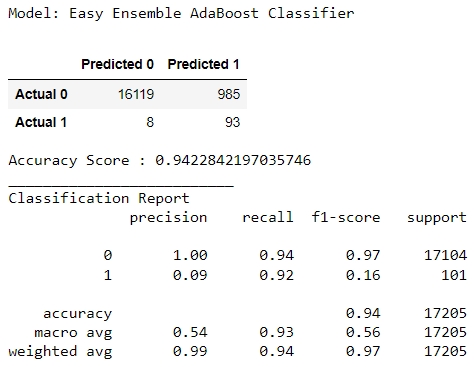 Model: Easy Ensemble AdaBoost Classifier
Predicted 0 Predicted 1
Actual 0 16119 985
Actual 1 8 93
Accuracy Score : 0.9422842197035746
__________________________
Classification Report
precision recall f1-score support
0 1.00 0.94 0.97 17104
1 0.09 0.92 0.16 101
accuracy 0.94 17205
macro avg 0.54 0.93 0.56 17205
weighted avg 0.99 0.94 0.97 17205